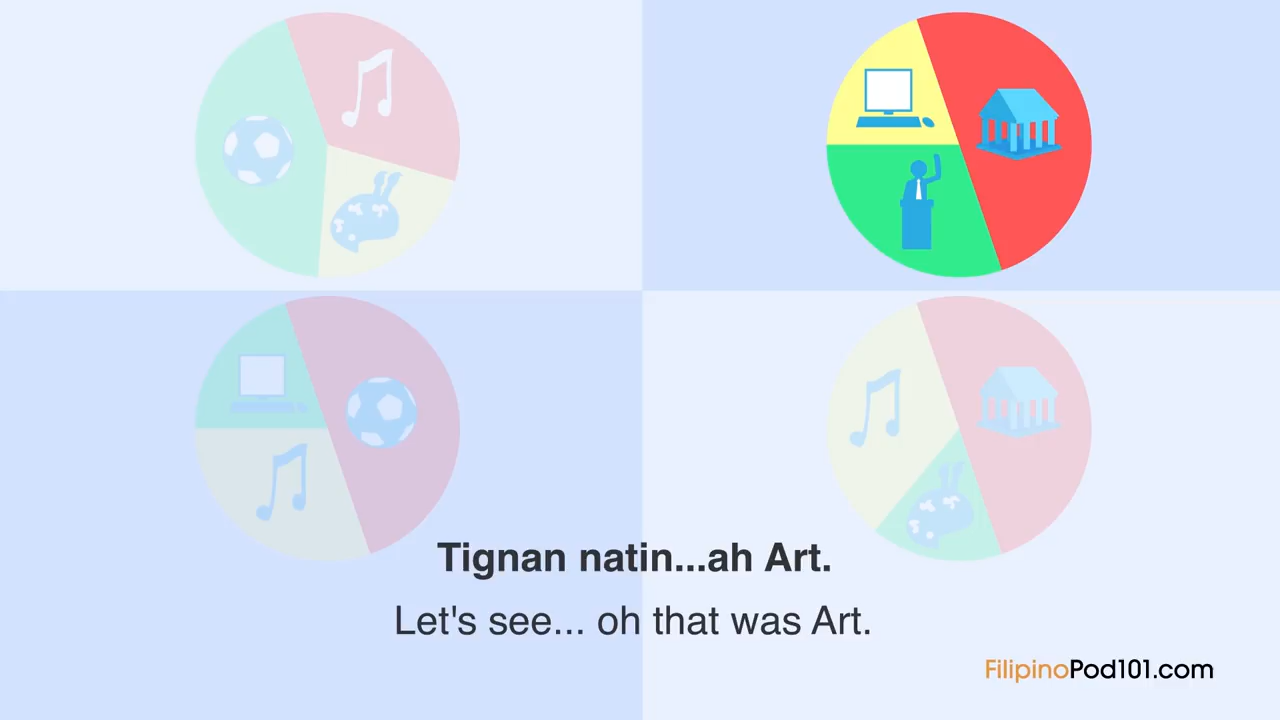 Tignan natin...ah Art.
Let's see... oh that was Art.
FilipinoPod101.com